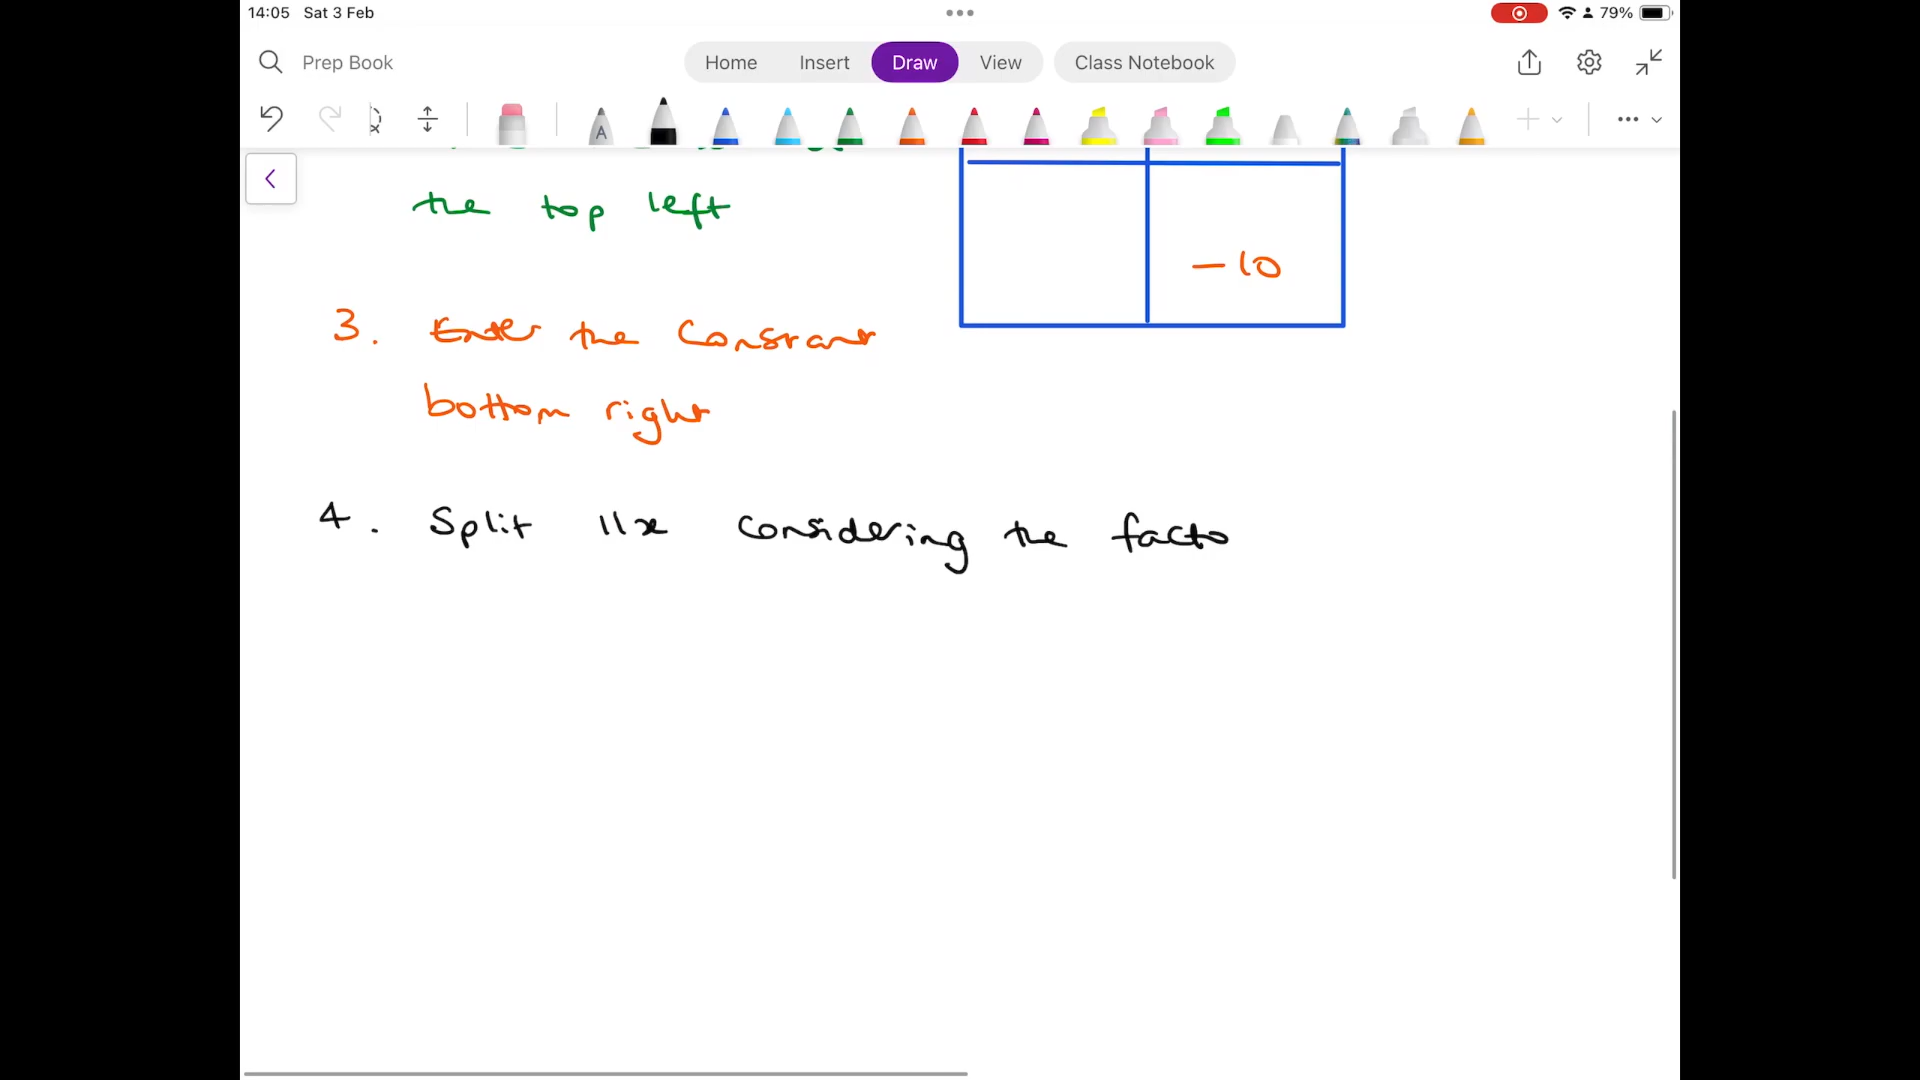 14:05 Sat 3 Feb
79%
Prep Book
Home Insert Draw View Class Notebook
A
the top left
-10
3. Enter the constant
bottom right
4. Split 11x considering the facto